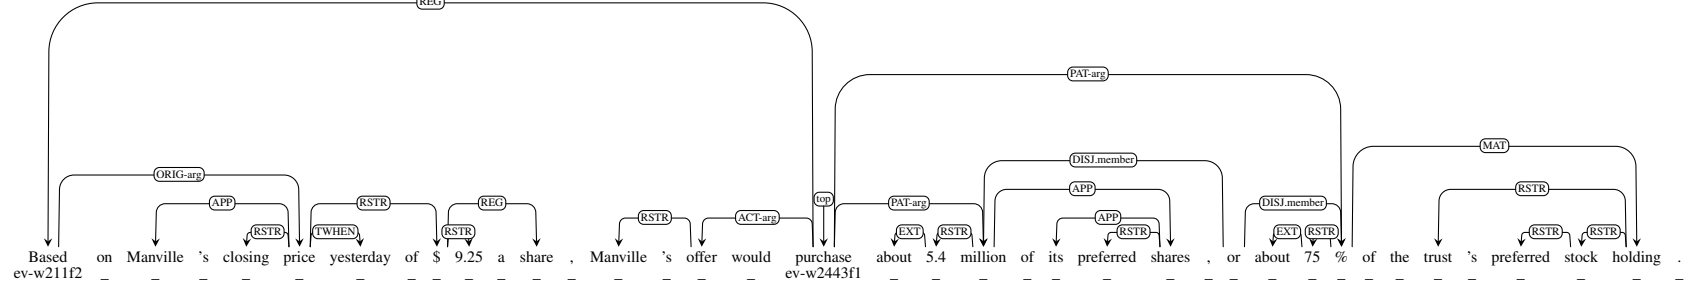 REG
PAT-arg
MAT
DISJ.member
ORIG-arg APP RSTR
APP RSTR REG top PAT-arg DISJ.member
RSTR ACT-arg APP
RSTR TWHEN RSTR EXT RSTR RSTR EXT RSTR RSTR RSTR
Based on Manville 's closing price yesterday of $ 9.25 a share , Manville 's offer would purchase about 5.4 million of its preferred shares , or about 75 % of the trust 's preferred stock holding .
ev-w211f2 _ _ _ _ _ _ _ _ _ _ _ _ _ _ _ _ ev-w2443f1 _ _ _ _ _ _ _ _ _ _ _ _ _ _ _ _ _ _ _ _